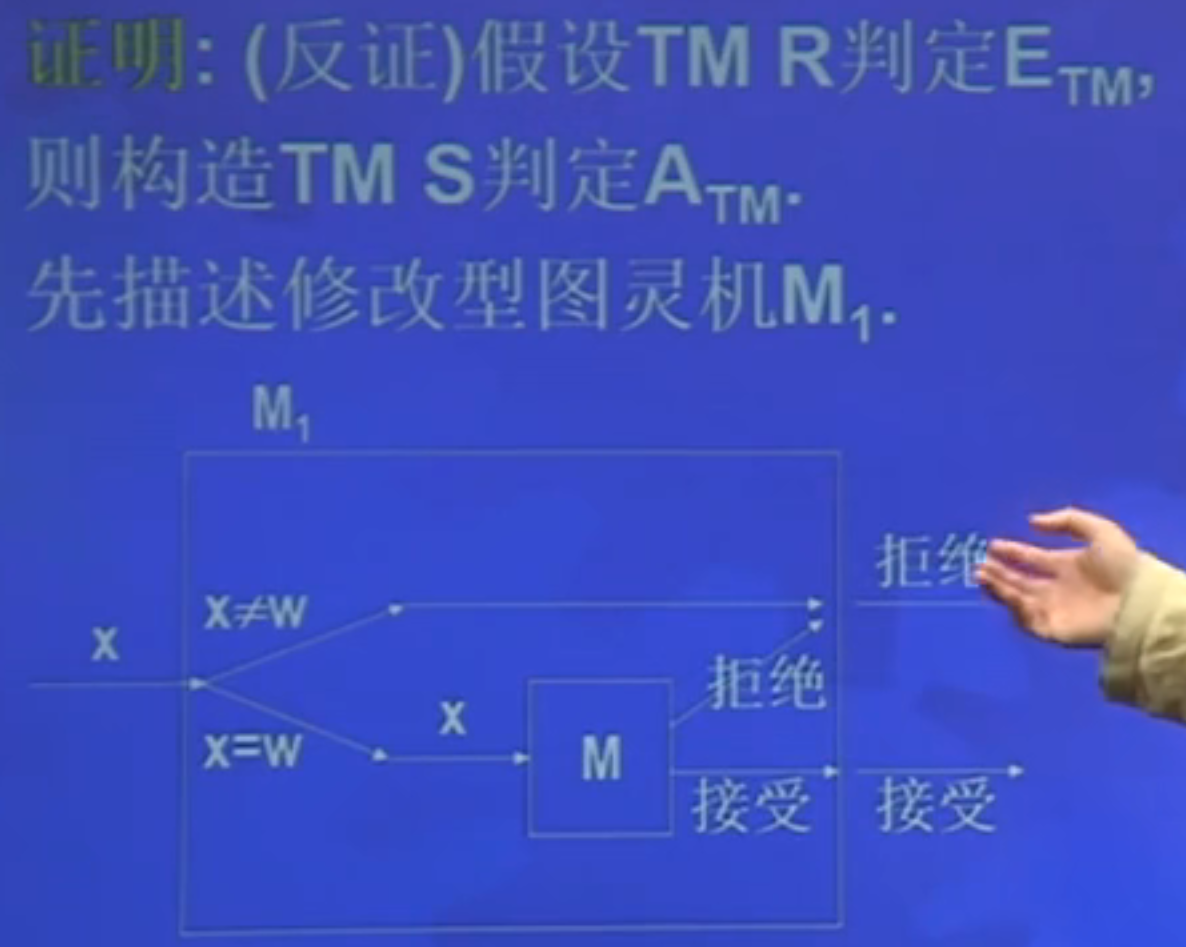 证明: (反证)假设TM R判定E_TM,
则构造TM S判定A_TM.
先描述修改型图灵机M₁.
M₁
拒绝
x≠w
x
拒绝
x
x=w
M
接受
接受